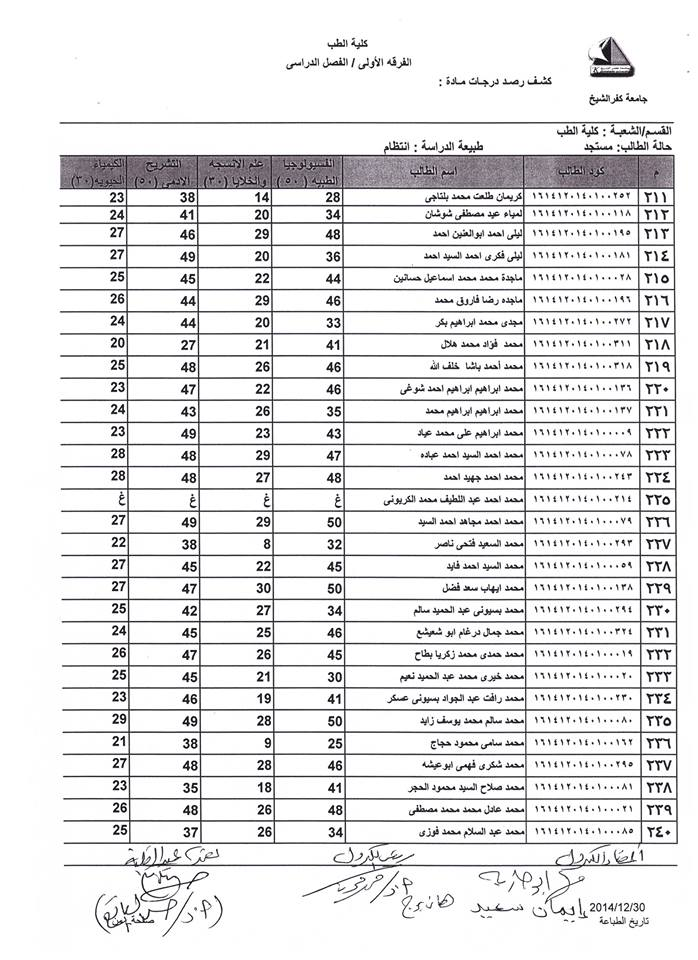 كلية الطب
الفرقه الأولى / الفصل الدراسى
كشف رصد درجات مادة :
جامعة كفرالشيخ
القسم/الشعبة : كلية الطب
حالة الطالب: مستجد طبيعة الدراسة : انتظام
م كود الطالب اسم الطالب الفسيولوجيا الطبيه (٥٠) علم الانسجه والخلايا (٣٠) التشريح الادمى (٥٠) الكيمياء الحيويه(٣٠)
٢١١ ١٦١٤١٢٠١٤٠١٠٠٢٥٢ كريمان طلعت محمد بلتاجى 28 14 38 23
٢١٢ ١٦١٤١٢٠١٤٠١٠٠١١٨ لمياء عيد مصطفى شوشان 34 20 41 24
٢١٣ ١٦١٤١٢٠١٤٠١٠٠١٩٥ ليلى احمد ابوالعنين احمد 48 29 46 27
٢١٤ ١٦١٤١٢٠١٤٠١٠٠١٨١ ليلى فكرى احمد السيد احمد 36 20 49 27
٢١٥ ١٦١٤١٢٠١٤٠١٠٠٠٢٨ ماجدة محمد محمد اسماعيل حسانين 44 22 45 25
٢١٦ ١٦١٤١٢٠١٤٠١٠٠١٩٦ ماجده رضا فاروق محمد 46 29 44 26
٢١٧ ١٦١٤١٢٠١٤٠١٠٠٢٧٢ مجدى محمد ابراهيم بكر 33 20 44 24
٢١٨ ١٦١٤١٢٠١٤٠١٠٠٣١١ محمد فؤاد محمد هلال 41 21 27 20
٢١٩ ١٦١٤١٢٠١٤٠١٠٠٣١٨ محمد أحمد باشا خلف الله 46 26 48 25
٢٢٠ ١٦١٤١٢٠١٤٠١٠٠١٣٦ محمد ابراهيم ابراهيم احمد شوغى 46 22 47 23
٢٢١ ١٦١٤١٢٠١٤٠١٠٠١٣٧ محمد ابراهيم ابراهيم محمد 35 26 43 24
٢٢٢ ١٦١٤١٢٠١٤٠١٠٠٠٠٩ محمد ابراهيم على محمد عياد 43 23 49 23
٢٢٣ ١٦١٤١٢٠١٤٠١٠٠٠٧٨ محمد احمد السيد احمد عباده 47 29 48 28
٢٢٤ ١٦١٤١٢٠١٤٠١٠٠٢٤٣ محمد احمد جهيد احمد 48 27 48 28
٢٢٥ ١٦١٤١٢٠١٤٠١٠٠٢١٤ محمد احمد عبد اللطيف محمد الكريونى غ غ غ غ
٢٢٦ ١٦١٤١٢٠١٤٠١٠٠٠٧٩ محمد احمد مجاهد احمد السيد 50 29 49 27
٢٢٧ ١٦١٤١٢٠١٤٠١٠٠٢٩٣ محمد السعيد فتحى ناصر 32 8 38 22
٢٢٨ ١٦١٤١٢٠١٤٠١٠٠٠٥٩ محمد السيد احمد فايد 45 22 45 27
٢٢٩ ١٦١٤١٢٠١٤٠١٠٠١٣٨ محمد ايهاب سعد فضل 50 30 47 27
٢٣٠ ١٦١٤١٢٠١٤٠١٠٠٢٩٤ محمد بسيونى عبد الحميد سالم 34 27 42 25
٢٣١ ١٦١٤١٢٠١٤٠١٠٠٣٢٤ محمد جمال درغام ابو شعيشع 46 25 45 24
٢٣٢ ١٦١٤١٢٠١٤٠١٠٠٠١٩ محمد حمدى محمد زكريا بطاح 45 26 47 26
٢٣٣ ١٦١٤١٢٠١٤٠١٠٠٠٢٠ محمد خيرى محمد عبد الحميد نعيم 30 21 45 25
٢٣٤ ١٦١٤١٢٠١٤٠١٠٠٢٣٠ محمد رافت عبد الجواد بسيونى عسكر 41 19 46 23
٢٣٥ ١٦١٤١٢٠١٤٠١٠٠٠٨٠ محمد سالم محمد يوسف زايد 50 28 49 29
٢٣٦ ١٦١٤١٢٠١٤٠١٠٠١٦٢ محمد سامى محمود حجاج 25 9 38 21
٢٣٧ ١٦١٤١٢٠١٤٠١٠٠٢٩٥ محمد شكرى فهمى ابوعيشه 46 28 48 27
٢٣٨ ١٦١٤١٢٠١٤٠١٠٠٠٨١ محمد صلاح السيد محمود الحجر 41 18 35 23
٢٣٩ ١٦١٤١٢٠١٤٠١٠٠٠٢١ محمد عادل محمد محمد مصطفى 48 26 48 26
٢٤٠ ١٦١٤١٢٠١٤٠١٠٠٠٨٥ محمد عبد السلام محمد فوزى 34 26 37 25
أعضاء الكنترول
إيمان سعيد
2014/12/30
تاريخ الطباعة